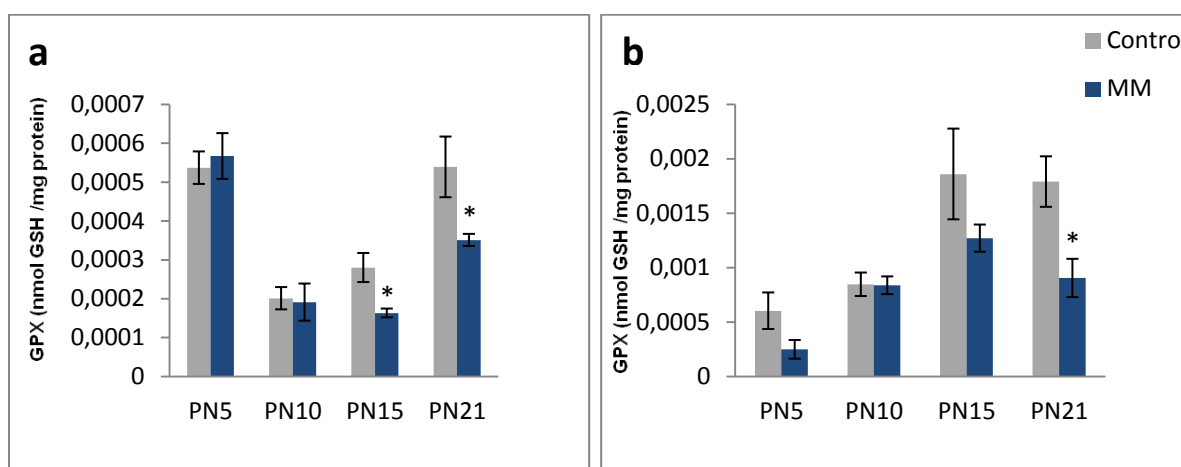 a
GPX (nmol GSH /mg protein)
0,0007
0,0006
0,0005
0,0004
0,0003
0,0002
0,0001
0
*
*
PN5 PN10 PN15 PN21
b
Contro
MM
GPX (nmol GSH /mg protein)
0,0025
0,002
0,0015
0,001
0,0005
0
*
PN5 PN10 PN15 PN21